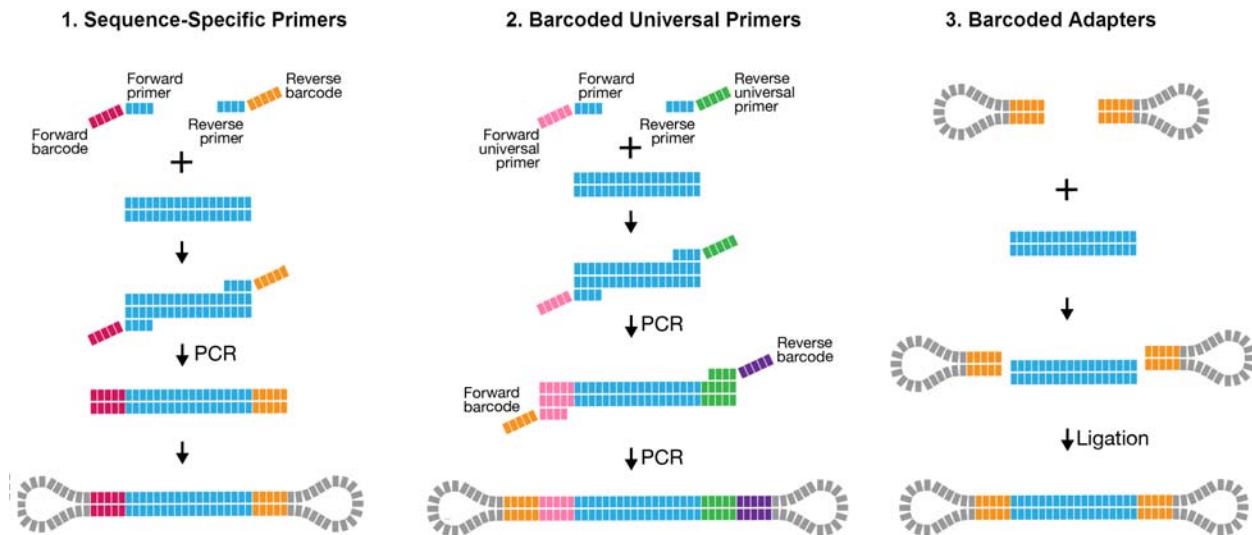 1. Sequence-Specific Primers
Forward
primer
Reverse
barcode
Forward
barcode
Reverse
primer
+
PCR
2. Barcoded Universal Primers
Forward
primer
Reverse
universal
primer
Forward
universal
primer
Reverse
primer
+
PCR
Reverse
barcode
Forward
barcode
PCR
3. Barcoded Adapters
+
Ligation